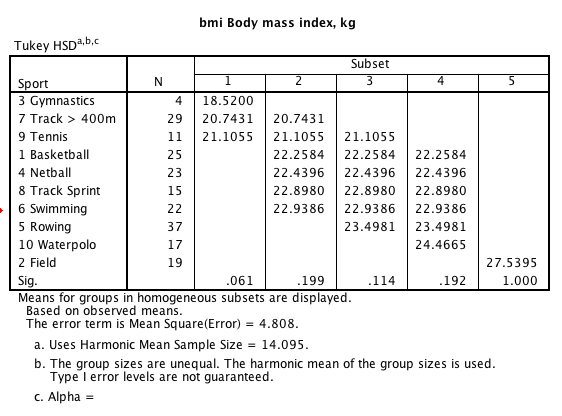 bmi Body mass index, kg
Tukey HSDa,b,c
Subset
Sport N 1 2 3 4 5
3 Gymnastics 4 18.5200
7 Track > 400m 29 20.7431 20.7431
9 Tennis 11 21.1055 21.1055 21.1055
1 Basketball 25 22.2584 22.2584 22.2584
4 Netball 23 22.4396 22.4396 22.4396
8 Track Sprint 15 22.8980 22.8980 22.8980
6 Swimming 22 22.9386 22.9386 22.9386
5 Rowing 37 23.4981 23.4981
10 Waterpolo 17 24.4665
2 Field 19 27.5395
Sig. .061 .199 .114 .192 1.000
Means for groups in homogeneous subsets are displayed.
Based on observed means.
The error term is Mean Square(Error) = 4.808.
a. Uses Harmonic Mean Sample Size = 14.095.
b. The group sizes are unequal. The harmonic mean of the group sizes is used.
Type I error levels are not guaranteed.
c. Alpha =